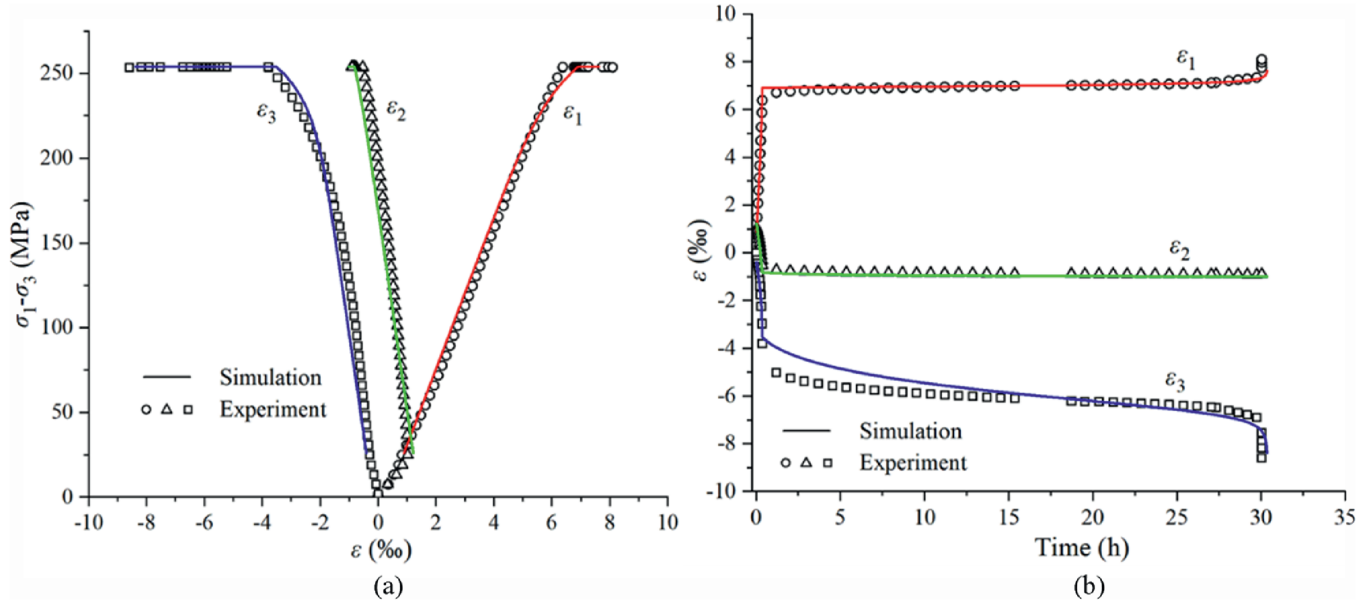 250
200
150
100
50
0
σ1-σ3 (MPa)
ε3
ε2
ε1
Simulation
Experiment
-10 -8 -6 -4 -2 0 2 4 6 8 10
ε (‰)
(a)
10
8
6
4
2
0
-2
-4
-6
-8
-10
ε (‰)
ε1
ε2
ε3
Simulation
Experiment
0 5 10 15 20 25 30 35
Time (h)
(b)